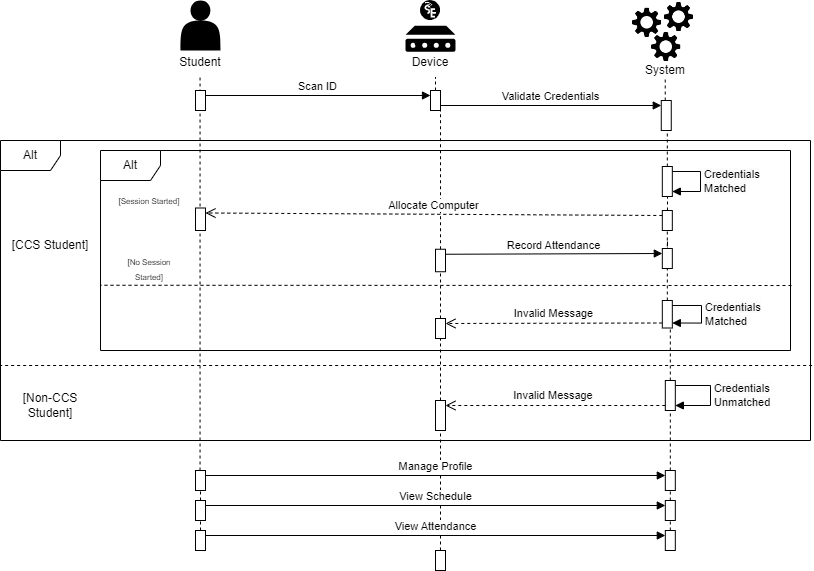 Student
Device
System
Scan ID
Validate Credentials
Alt
Alt
Credentials
Matched
[Session Started]
Allocate Computer
[CCS Student]
Record Attendance
[No Session
Started]
Invalid Message
Credentials
Matched
[Non-CCS
Student]
Invalid Message
Credentials
Unmatched
Manage Profile
View Schedule
View Attendance